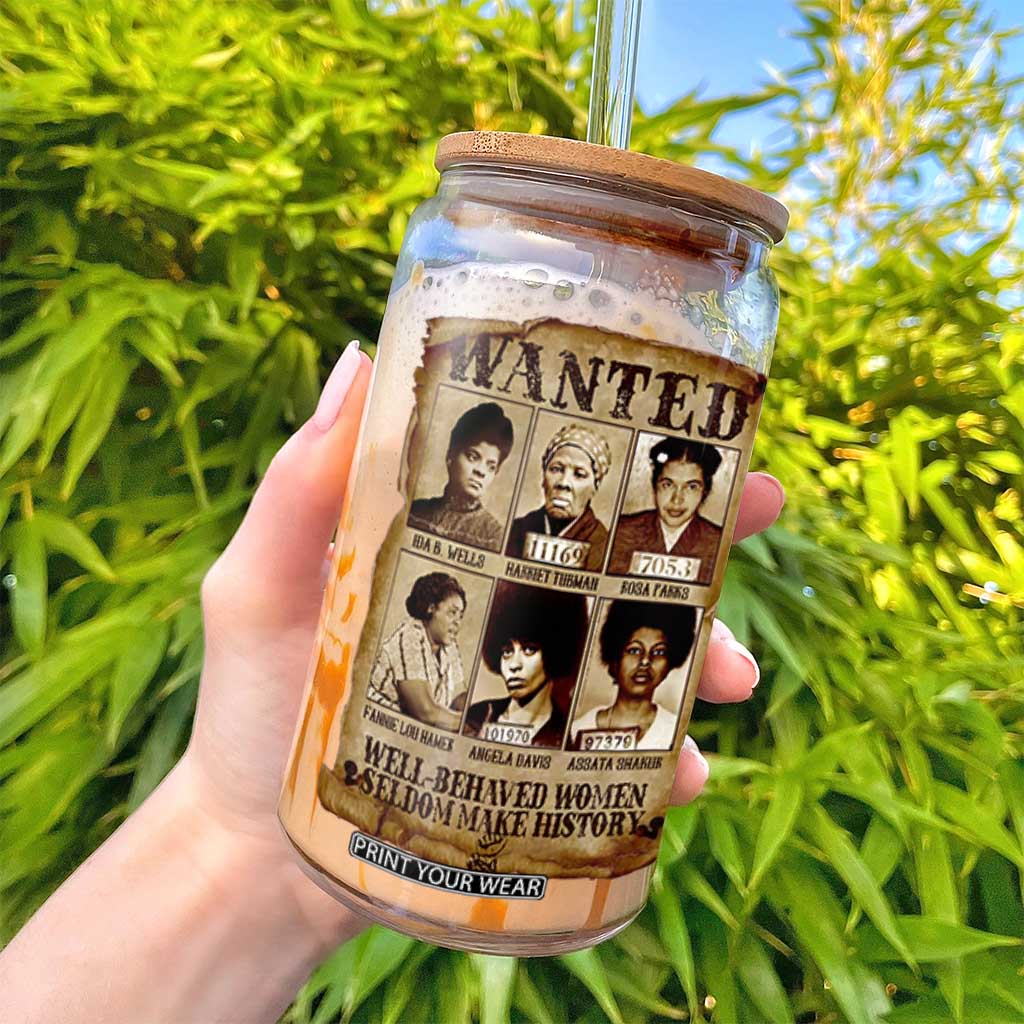 WANTED
IDA B. WELLS
11169
HARRIET TUBMAN
7053
ROSA PARKS
FANNIE LOU HAMER
101970
ANGELA DAVIS
97379
ASSATA SHAKUR
WELL-BEHAVED WOMEN
SELDOM MAKE HISTORY
PRINT YOUR WEAR